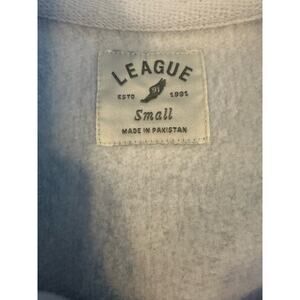 LEAGUE
ESTD 91 1991
Small
MADE IN PAKISTAN